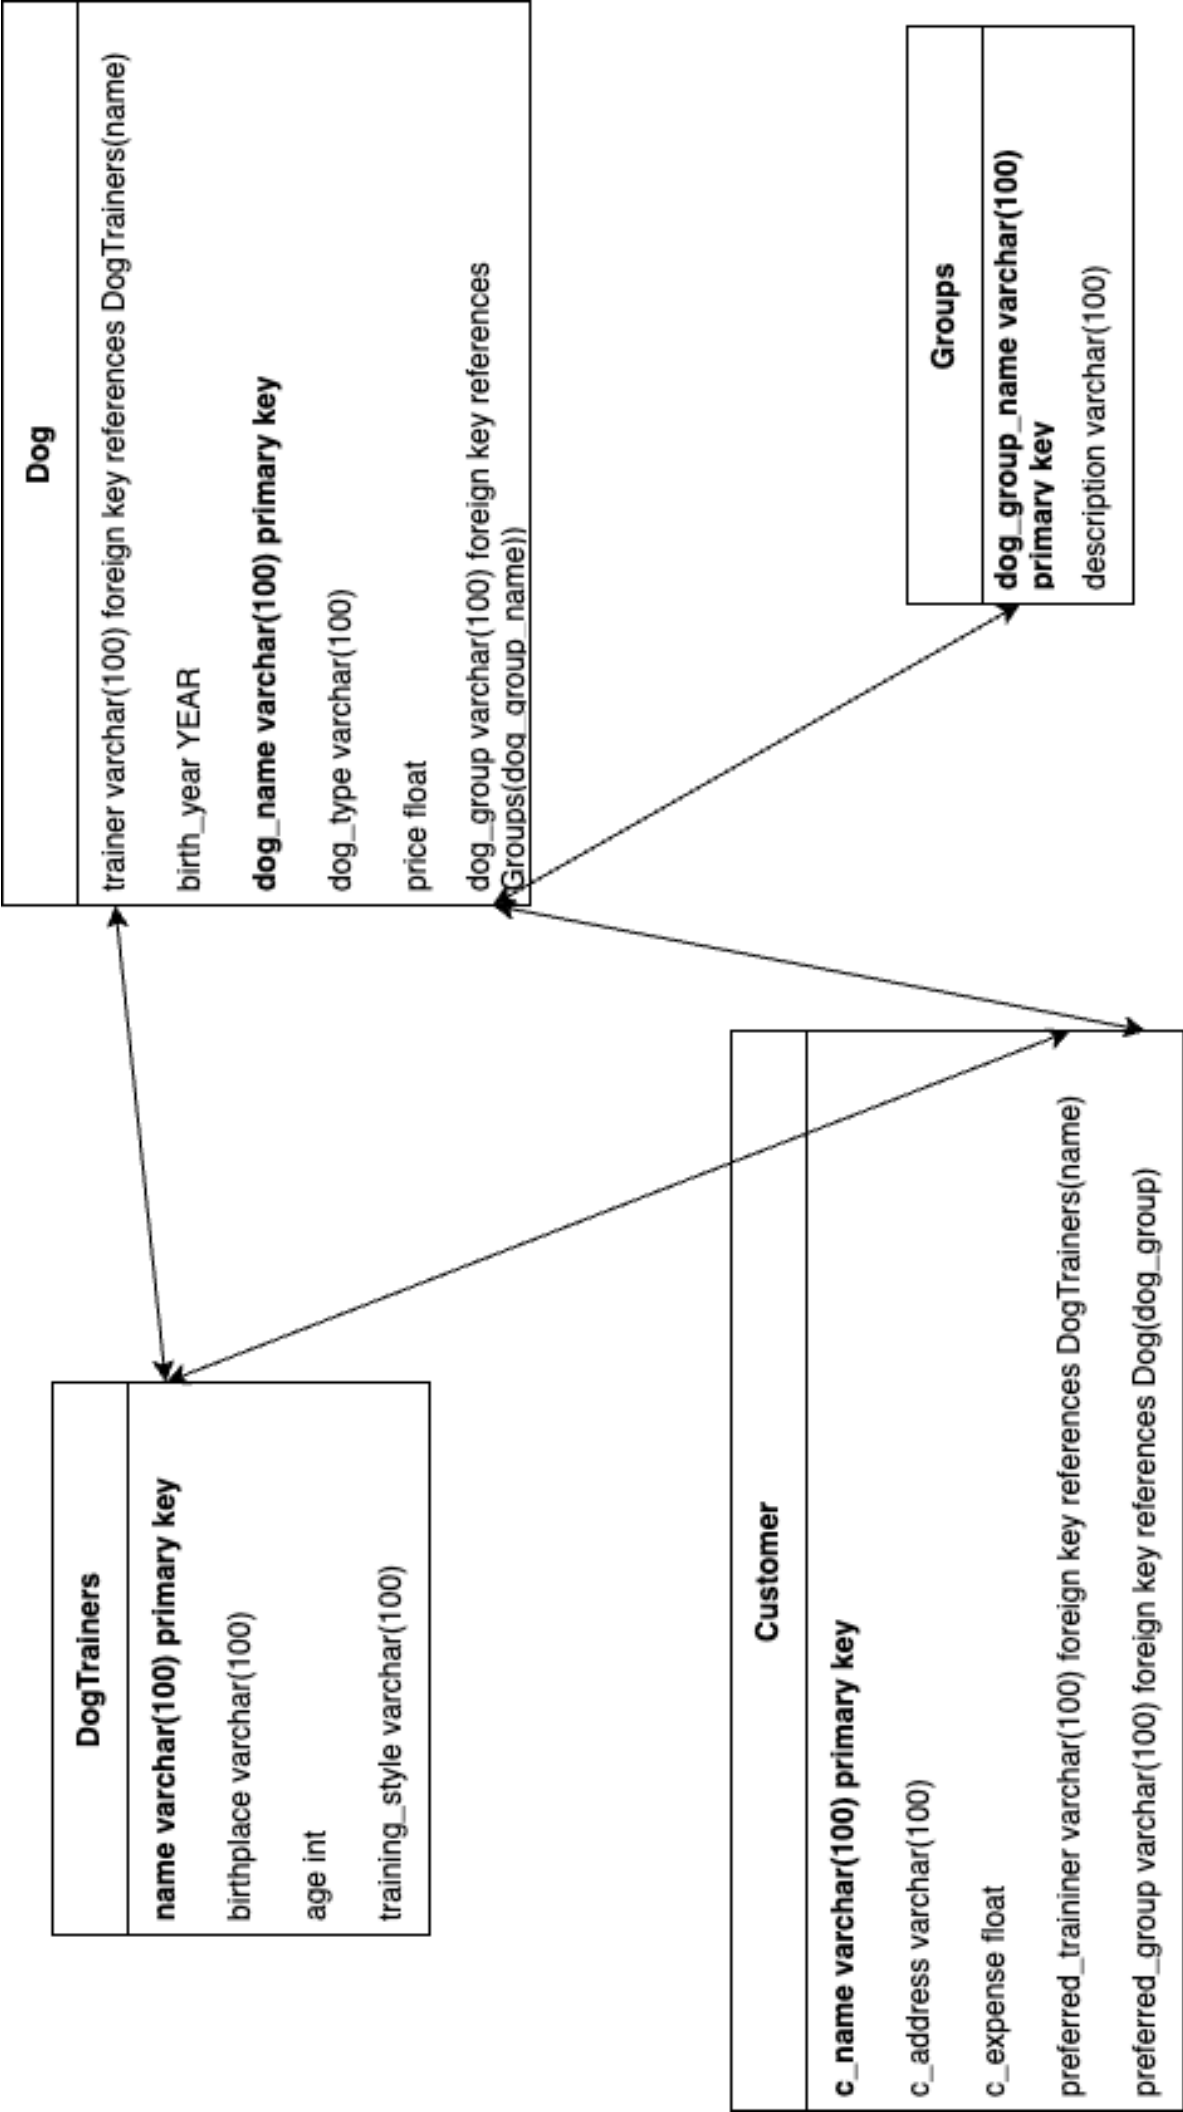 DogTrainers
name varchar(100) primary key
birthplace varchar(100)
age int
training_style varchar(100)
Dog
trainer varchar(100) foreign key references DogTrainers(name)
birth_year YEAR
dog_name varchar(100) primary key
dog_type varchar(100)
price float
dog_group varchar(100) foreign key references
Groups(dog_group_name))
Customer
c_name varchar(100) primary key
c_address varchar(100)
c_expense float
preferred_traininer varchar(100) foreign key references DogTrainers(name)
preferred_group varchar(100) foreign key references Dog(dog_group)
Groups
dog_group_name varchar(100)
primary key
description varchar(100)